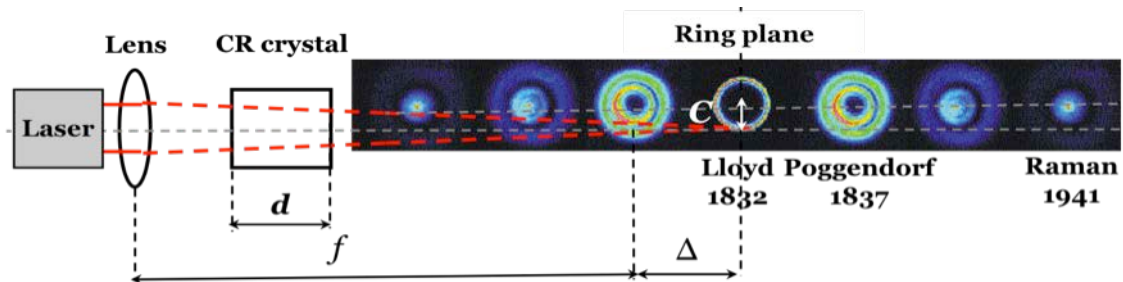 Ring plane
Lens
CR crystal
Laser
C
Lloyd
1832
Poggendorf
1837
Raman
1941
d
f
Δ